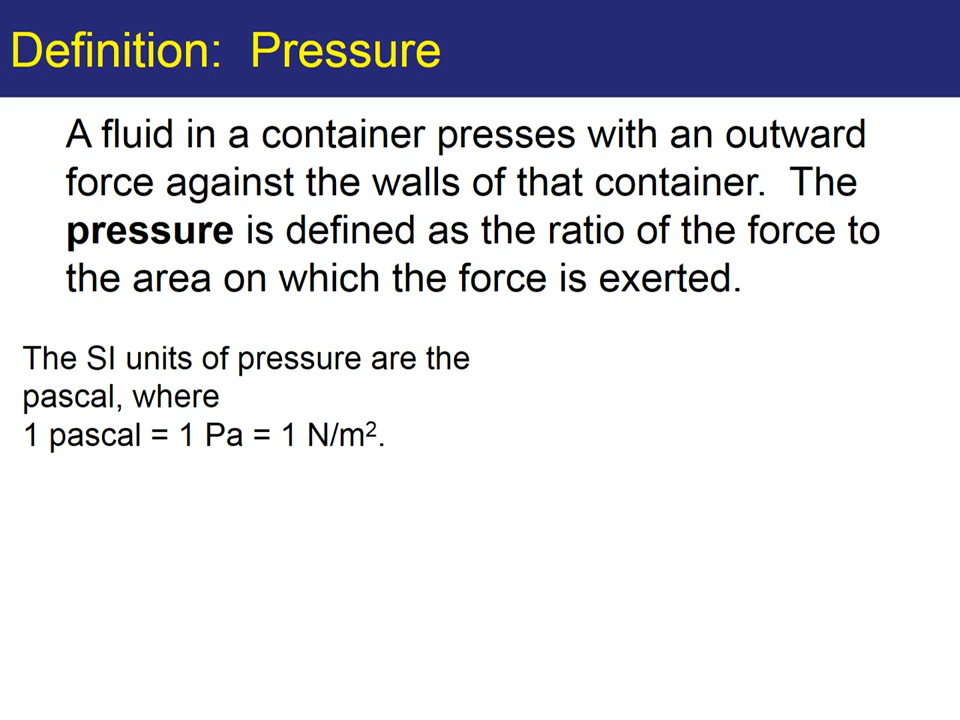 Definition:  Pressure
A fluid in a container presses with an outward
force against the walls of that container.  The
pressure is defined as the ratio of the force to
the area on which the force is exerted.
The SI units of pressure are the
pascal, where
1 pascal = 1 Pa = 1 N/m².